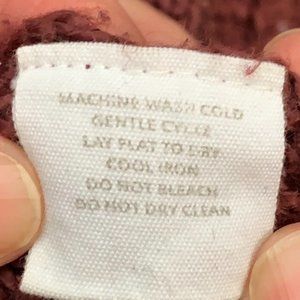 MACHINE WASH COLD
GENTLE CYCLE
LAY FLAT TO DRY
COOL IRON
DO NOT BLEACH
DO NOT DRY CLEAN